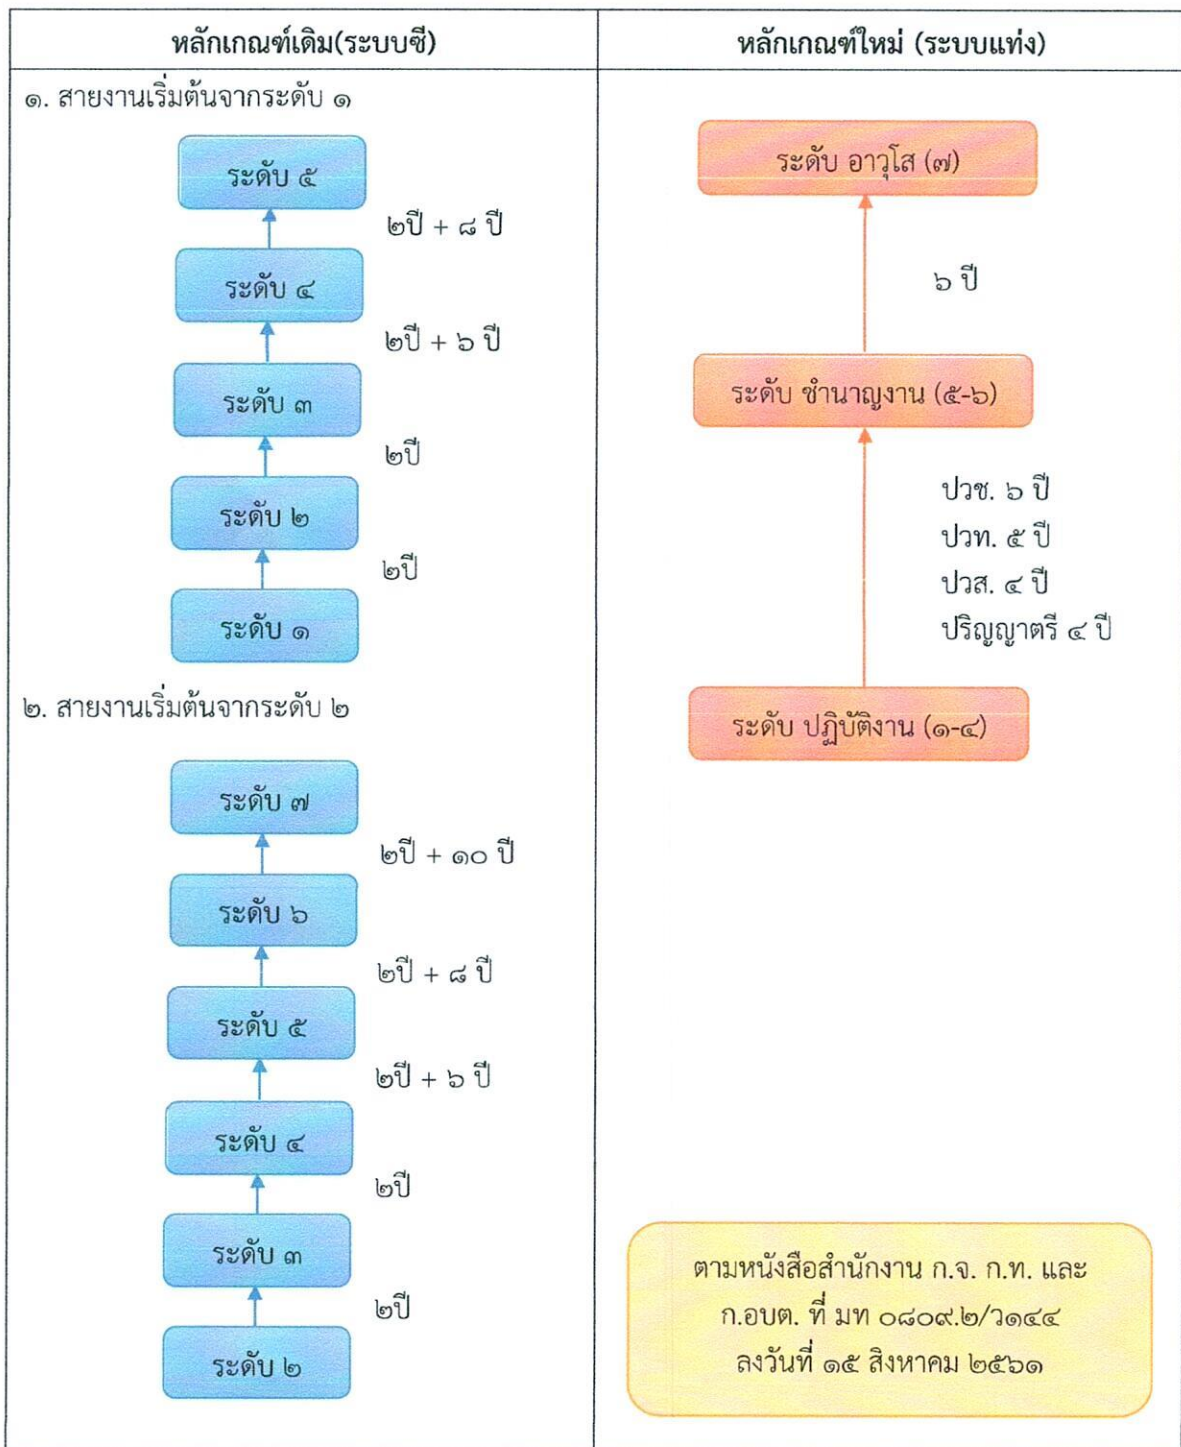 หลักเกณฑ์เดิม(ระบบซี)
๑. สายงานเริ่มต้นจากระดับ ๑
ระดับ ๕
๒ปี + ๘ ปี
ระดับ ๔
๒ปี + ๖ ปี
ระดับ ๓
๒ปี
ระดับ ๒
๒ปี
ระดับ ๑
๒. สายงานเริ่มต้นจากระดับ ๒
ระดับ ๗
๒ปี + ๑๐ ปี
ระดับ ๖
๒ปี + ๘ ปี
ระดับ ๕
๒ปี + ๖ ปี
ระดับ ๔
๒ปี
ระดับ ๓
๒ปี
ระดับ ๒
หลักเกณฑ์ใหม่ (ระบบแท่ง)
ระดับ อาวุโส (๗)
๖ ปี
ระดับ ชำนาญงาน (๕-๖)
ปวช. ๖ ปี
ปวท. ๕ ปี
ปวส. ๔ ปี
ปริญญาตรี ๔ ปี
ระดับ ปฏิบัติงาน (๑-๔)
ตามหนังสือสำนักงาน ก.จ. ก.ท. และ
ก.อบต. ที่ มท ๐๘๐๙.๒/ว๑๔๔
ลงวันที่ ๑๕ สิงหาคม ๒๕๖๑